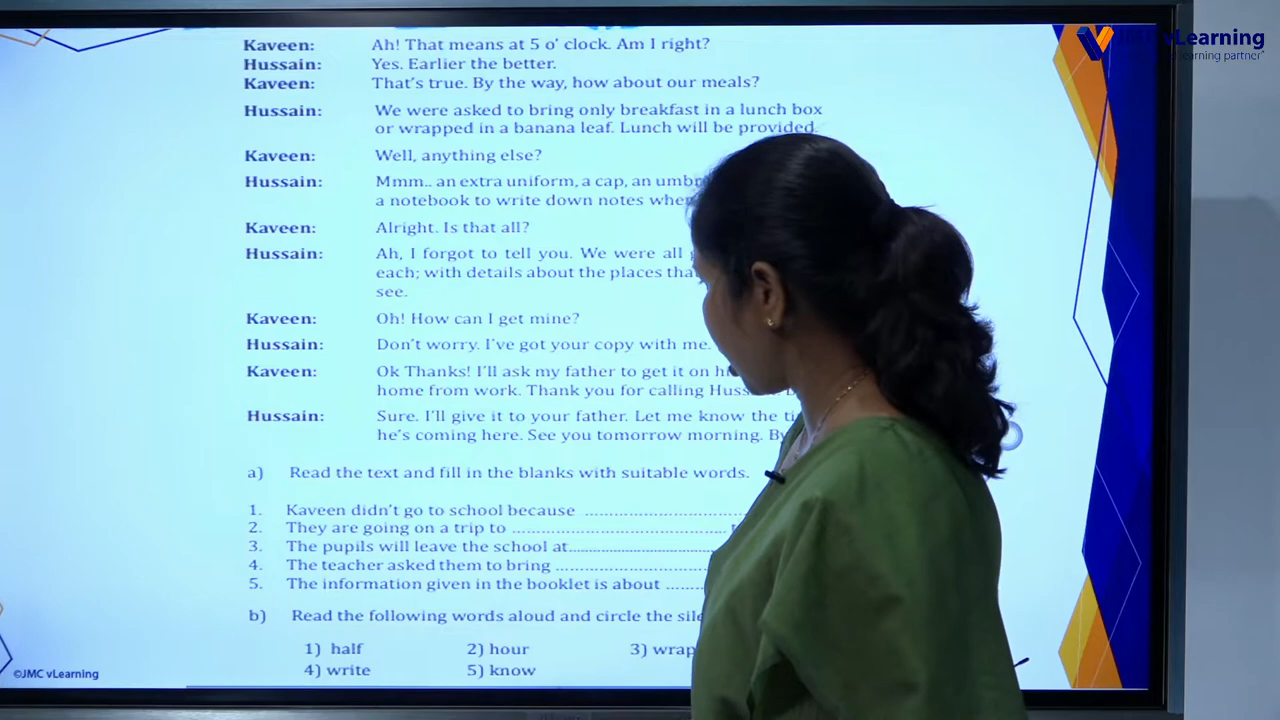 Kaveen: Ah! That means at 5 o' clock. Am I right?
Hussain: Yes. Earlier the better.
Kaveen: That's true. By the way, how about our meals?
Hussain: We were asked to bring only breakfast in a lunch box
or wrapped in a banana leaf. Lunch will be provided.
Kaveen: Well, anything else?
Hussain: Mmm.. an extra uniform, a cap, an
a notebook to write down notes
Kaveen: Alright. Is that all?
Hussain: Ah, I forgot to tell you. We were all
each; with details about the places
see.
Kaveen: Oh! How can I get mine?
Hussain: Don't worry. I've got your copy with me.
Kaveen: Ok Thanks! I'll ask my father to get it on
home from work. Thank you for calling
Hussain: Sure. I'll give it to your father. Let me know the
he's coming here. See you tomorrow morning.
a) Read the text and fill in the blanks with suitable words.
1. Kaveen didn't go to school because ....................
2. They are going on a trip to ....................
3. The pupils will leave the school at....................
4. The teacher asked them to bring ....................
5. The information given in the booklet is about ........
b) Read the following words aloud and circle the
1) half 2) hour 3)
4) write 5) know
©JMC vLearning
JMC vLearning
learning partner